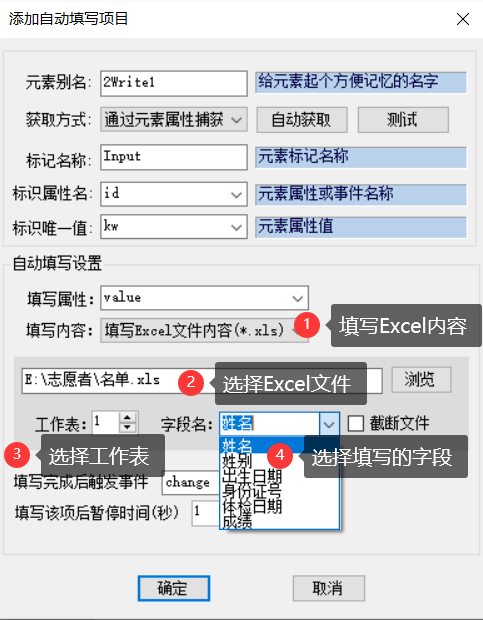 添加自动填写项目
元素别名: 2Write1 给元素起个方便记忆的名字
获取方式: 通过元素属性捕获 自动获取 测试
标记名称: Input 元素标记名称
标识属性名: id 元素属性或事件名称
标识唯一值: kw 元素属性值
自动填写设置
填写属性: value
填写内容: 填写Excel文件内容(*.xls) 1 填写Excel内容
E:\志愿者\名单.xls 2 选择Excel文件 浏览
工作表: 1 字段名: 姓名 截断文件
3 选择工作表 姓名
姓别 4 选择填写的字段
出生日期
填写完成后触发事件 change 身份证号
体检日期
填写该项后暂停时间(秒) 1 成绩
确定 取消